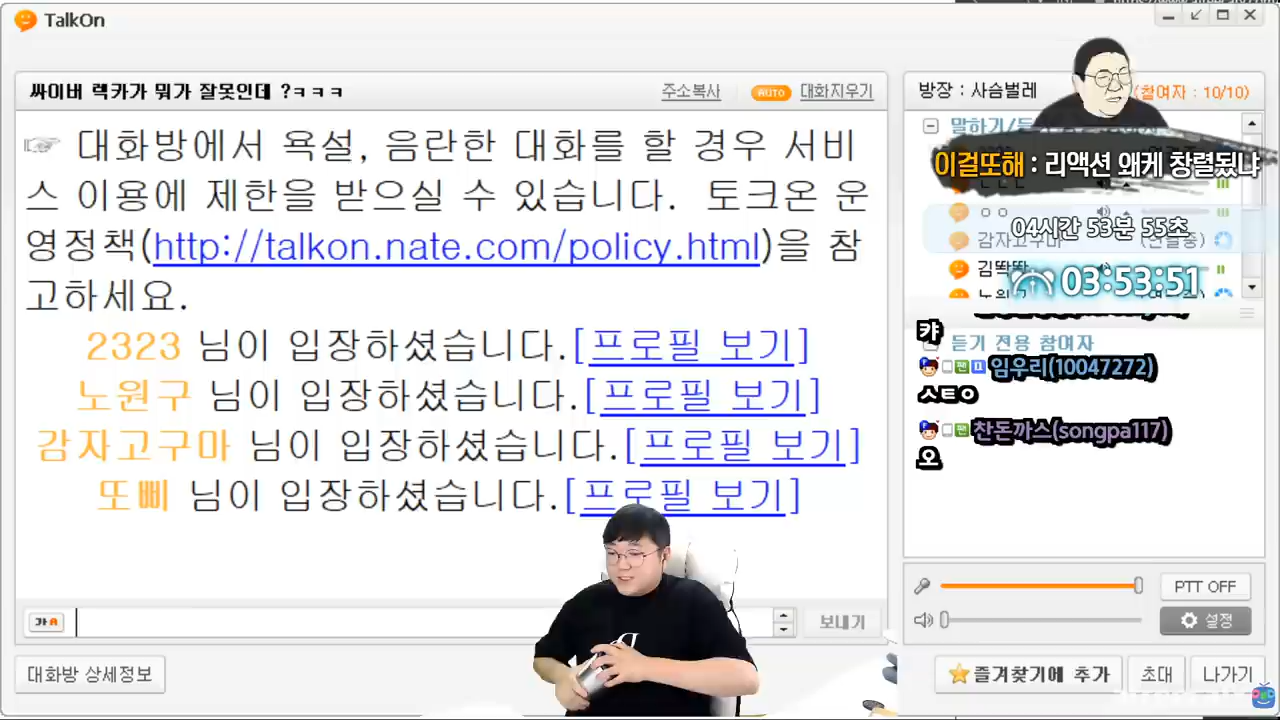 TalkOn
싸이버 렉카가 뭐가 잘못인데 ?ㅋㅋㅋ
주소복사
AUTO
대화지우기
☞ 대화방에서 욕설, 음란한 대화를 할 경우 서비
스 이용에 제한을 받으실 수 있습니다. 토크온 운
영정책(http://talkon.nate.com/policy.html)을 참
고하세요.
2323 님이 입장하셨습니다.[프로필 보기]
노원구 님이 입장하셨습니다.[프로필 보기]
감자고구마 님이 입장하셨습니다.[프로필 보기]
또삐 님이 입장하셨습니다.[프로필 보기]
가A
보내기
대화방 상세정보
방장 : 사슴벌레
(참여자 : 10/10)
말하기/듣
이걸또해 : 리액션 왜케 창렬됐냐
ㅇㅇ
04시간 53분 55초
감자고구마
김딱딱
03:53:51
노원구
캬
듣기 전용 참여자
임우리(10047272)
ㅅㅌㅇ
찬돈까스(songpa117)
오
PTT OFF
설정
즐겨찾기에 추가
초대
나가기